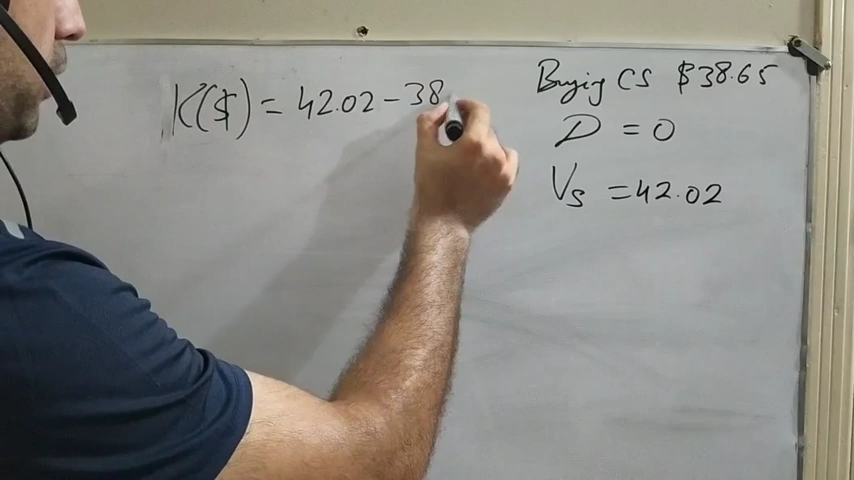 K($) = 42.02 - 38
Buying CS $38.65
D = 0
Vs = 42.02